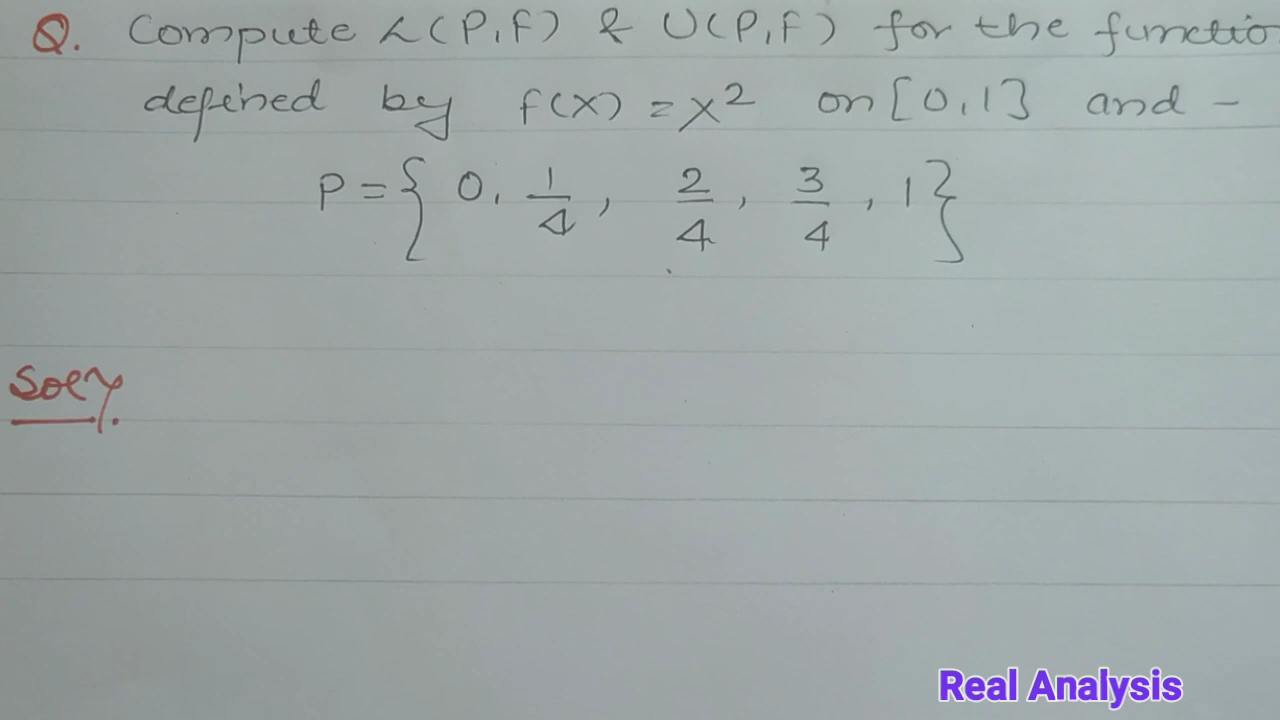 Q. Compute L(P,f) & U(P,f) for the functio
defined by f(x) = x² on [0,1] and -
P = { 0, 1/4, 2/4, 3/4, 1 }
Soln.
Real Analysis